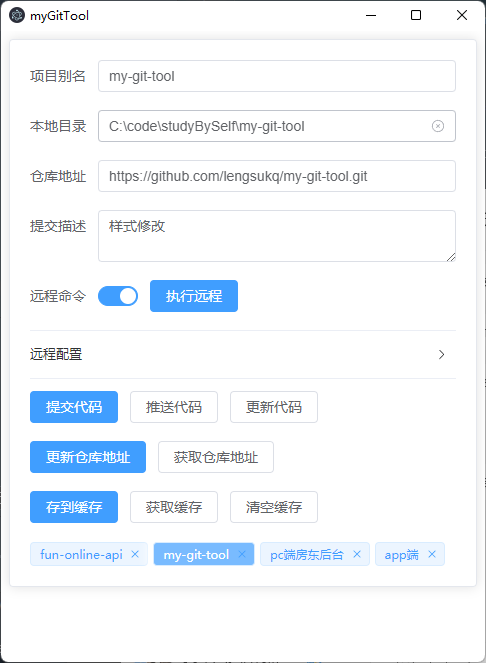 myGitTool
项目别名 my-git-tool
本地目录 C:\code\studyBySelf\my-git-tool
仓库地址 https://github.com/lengsukq/my-git-tool.git
提交描述 样式修改
远程命令 执行远程
远程配置
提交代码 推送代码 更新代码
更新仓库地址 获取仓库地址
存到缓存 获取缓存 清空缓存
fun-online-api my-git-tool pc端房东后台 app端